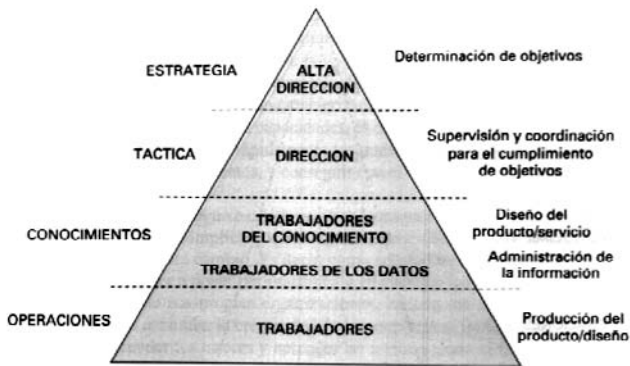 ESTRATEGIA
ALTA
DIRECCION
Determinación de objetivos
TACTICA
DIRECCION
Supervisión y coordinación
para el cumplimiento
de objetivos
CONOCIMIENTOS
TRABAJADORES
DEL CONOCIMIENTO
TRABAJADORES DE LOS DATOS
Diseño del
producto/servicio
Administración de
la información
OPERACIONES
TRABAJADORES
Producción del
producto/diseño